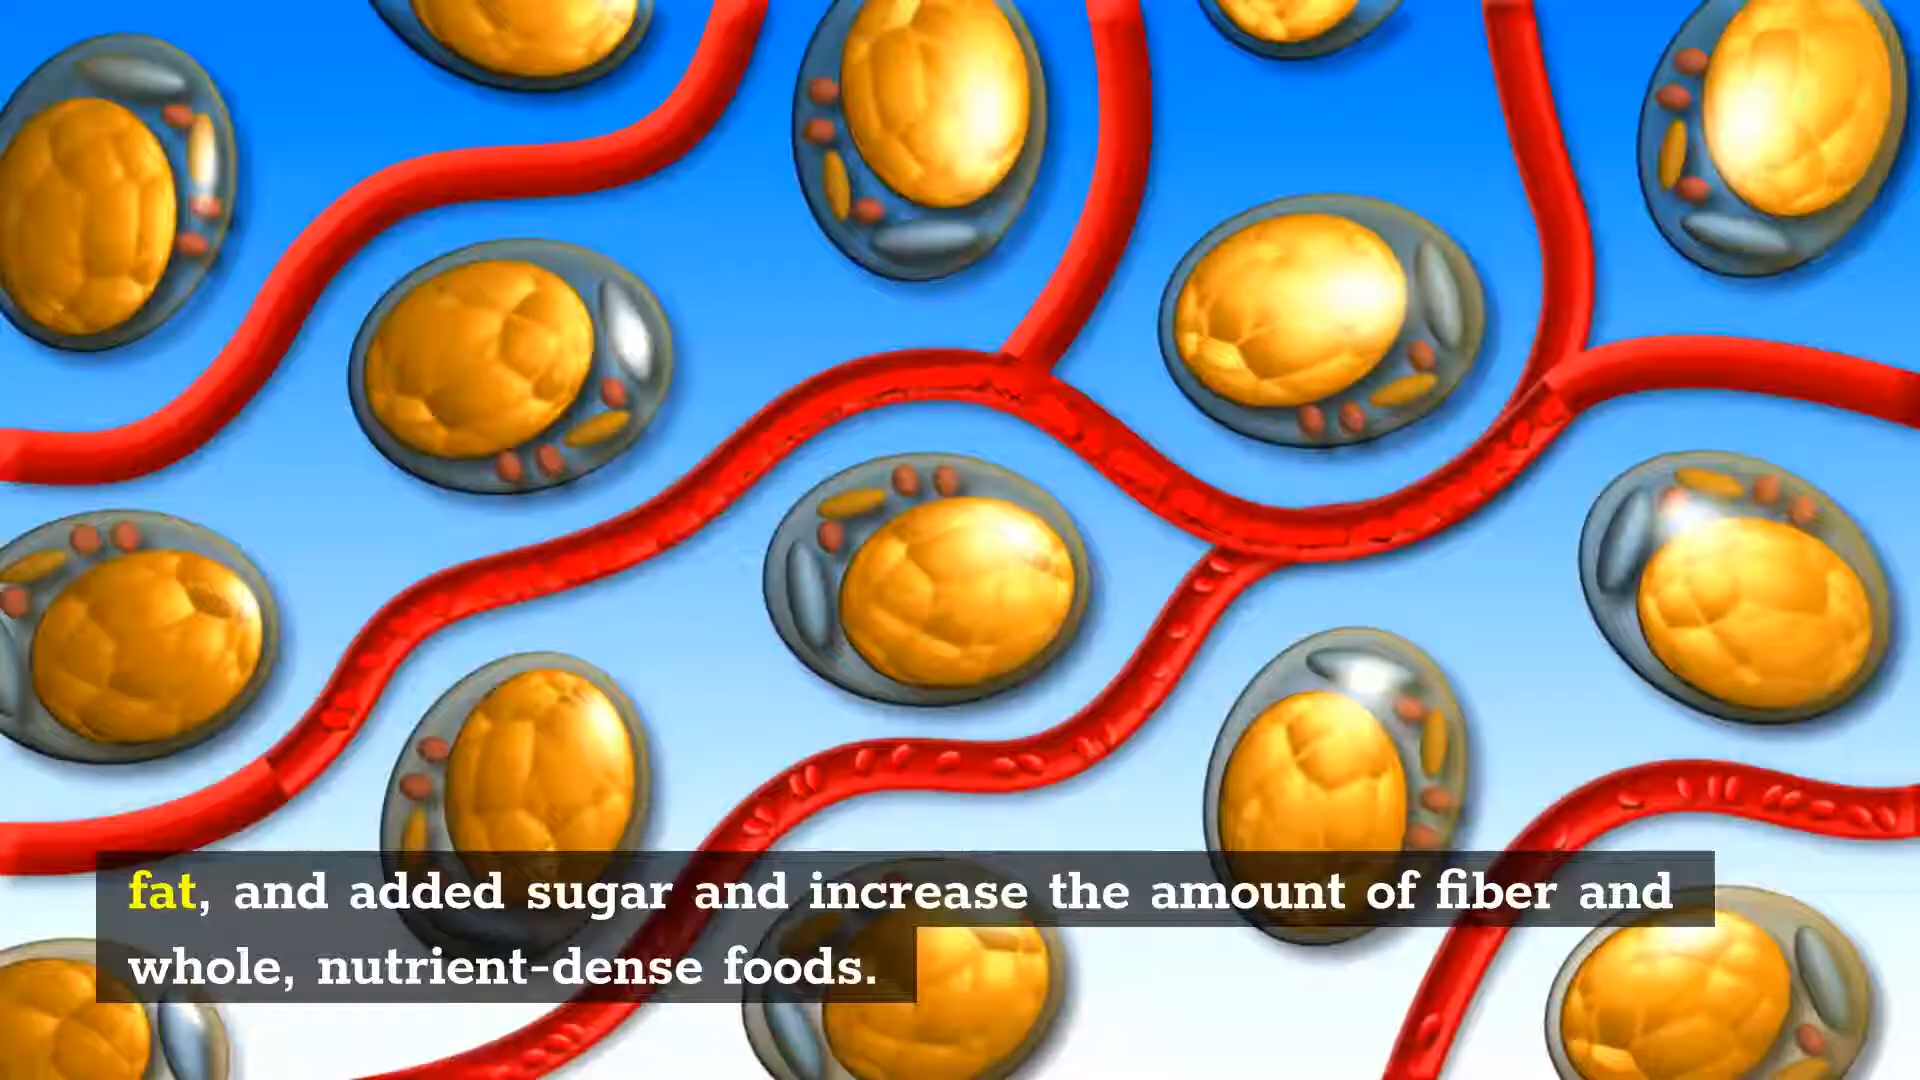 fat, and added sugar and increase the amount of fiber and
whole, nutrient-dense foods.